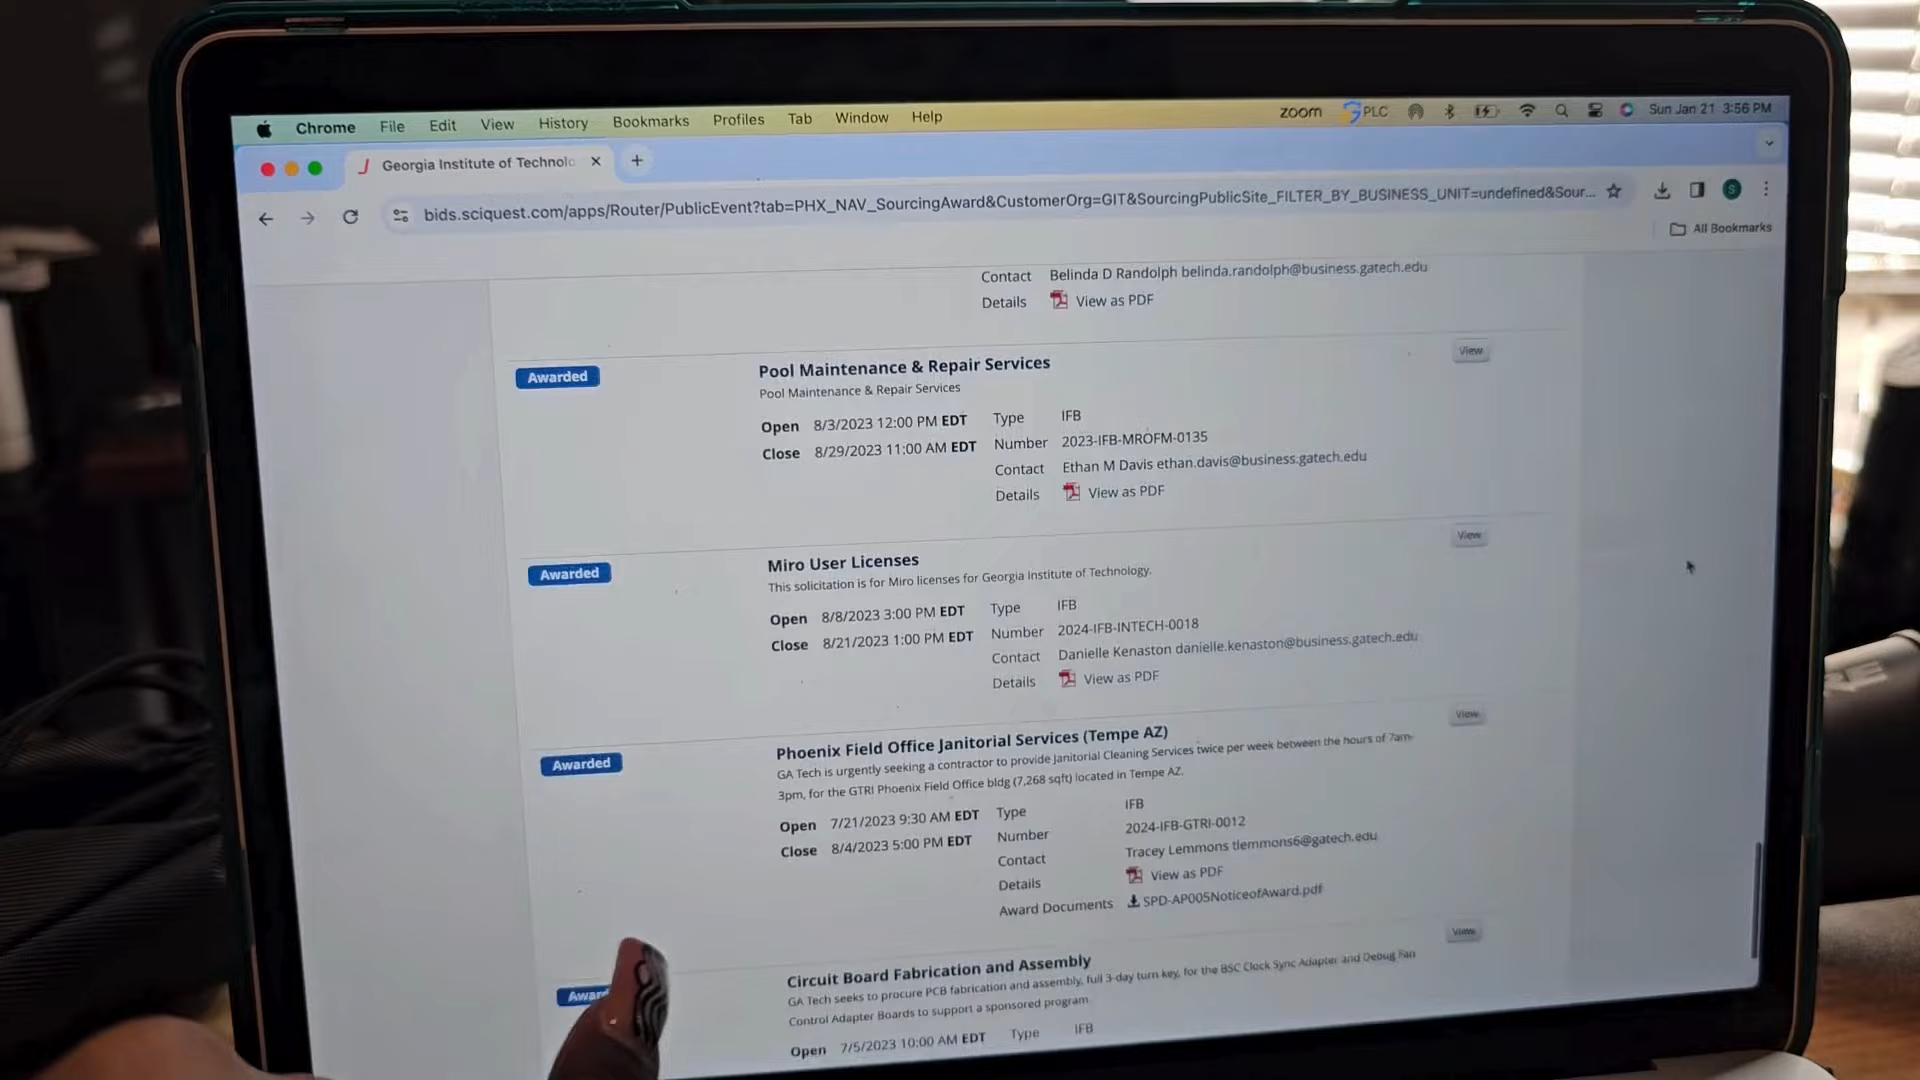 Chrome File Edit View History Bookmarks Profiles Tab Window Help zoom PLC Sun Jan 21 3:56 PM
Georgia Institute of Technolo
bids.sciquest.com/apps/Router/PublicEvent?tab=PHX_NAV_SourcingAward&CustomerOrg=GIT&SourcingPublicSite_FILTER_BY_BUSINESS_UNIT=undefined&Sour... S
All Bookmarks
Contact Belinda D Randolph belinda.randolph@business.gatech.edu
Details View as PDF
Awarded Pool Maintenance & Repair Services View
Pool Maintenance & Repair Services
Open 8/3/2023 12:00 PM EDT Type IFB
Close 8/29/2023 11:00 AM EDT Number 2023-IFB-MROFM-0135
Contact Ethan M Davis ethan.davis@business.gatech.edu
Details View as PDF
Awarded Miro User Licenses View
This solicitation is for Miro licenses for Georgia Institute of Technology.
Open 8/8/2023 3:00 PM EDT Type IFB
Close 8/21/2023 1:00 PM EDT Number 2024-IFB-INTECH-0018
Contact Danielle Kenaston danielle.kenaston@business.gatech.edu
Details View as PDF
Awarded Phoenix Field Office Janitorial Services (Tempe AZ) View
GA Tech is urgently seeking a contractor to provide Janitorial Cleaning Services twice per week between the hours of 7am-
3pm, for the GTRI Phoenix Field Office bldg (7,268 sqft) located in Tempe AZ.
Open 7/21/2023 9:30 AM EDT Type IFB
Close 8/4/2023 5:00 PM EDT Number 2024-IFB-GTRI-0012
Contact Tracey Lemmons tlemmons6@gatech.edu
Details View as PDF
Award Documents SPD-AP005NoticeofAward.pdf
Award Circuit Board Fabrication and Assembly View
GA Tech seeks to procure PCB fabrication and assembly, full 3-day turn key, for the BSC Clock Sync Adapter and Debug Fan
Control Adapter Boards to support a sponsored program.
Open 7/5/2023 10:00 AM EDT Type IFB